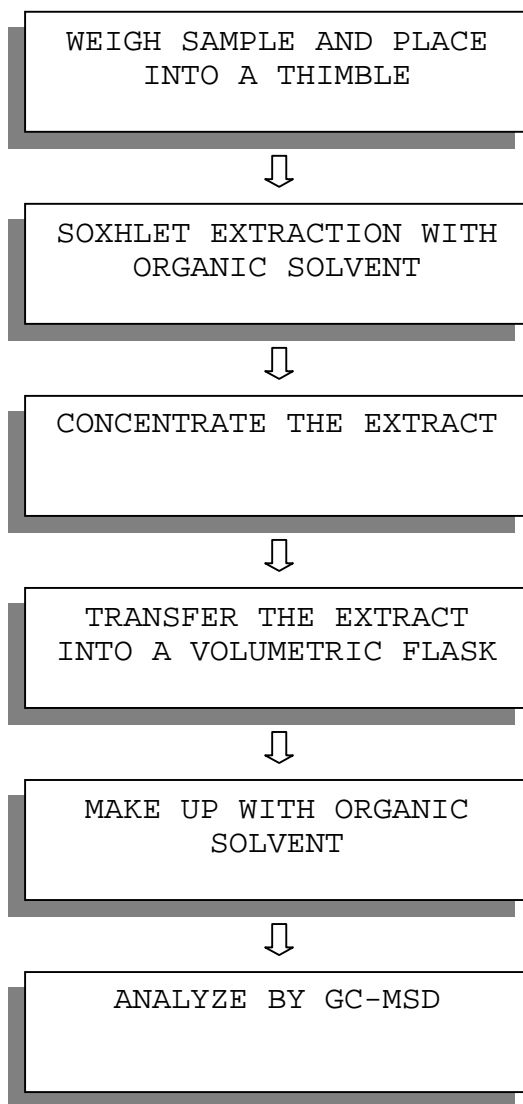 WEIGH SAMPLE AND PLACE
INTO A THIMBLE
SOXHLET EXTRACTION WITH
ORGANIC SOLVENT
CONCENTRATE THE EXTRACT
TRANSFER THE EXTRACT
INTO A VOLUMETRIC FLASK
MAKE UP WITH ORGANIC
SOLVENT
ANALYZE BY GC-MSD